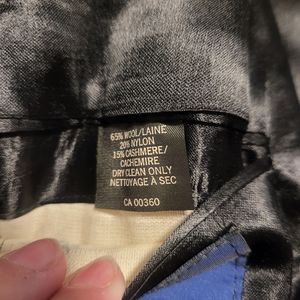 65% WOOL/LAINE
20% NYLON
15% CASHMERE/
CACHEMIRE
DRY CLEAN ONLY
NETTOYAGE À SEC
CA 00360